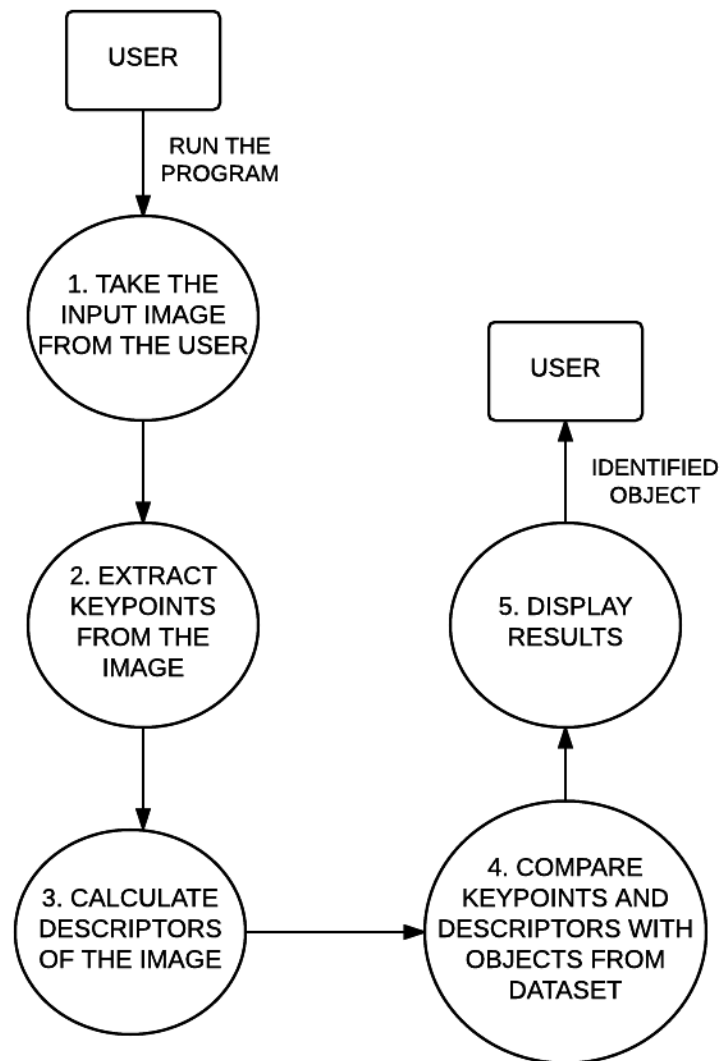 USER
RUN THE
PROGRAM
1. TAKE THE
INPUT IMAGE
FROM THE USER
2. EXTRACT
KEYPOINTS
FROM THE
IMAGE
3. CALCULATE
DESCRIPTORS
OF THE IMAGE
4. COMPARE
KEYPOINTS AND
DESCRIPTORS WITH
OBJECTS FROM
DATASET
5. DISPLAY
RESULTS
IDENTIFIED
OBJECT
USER